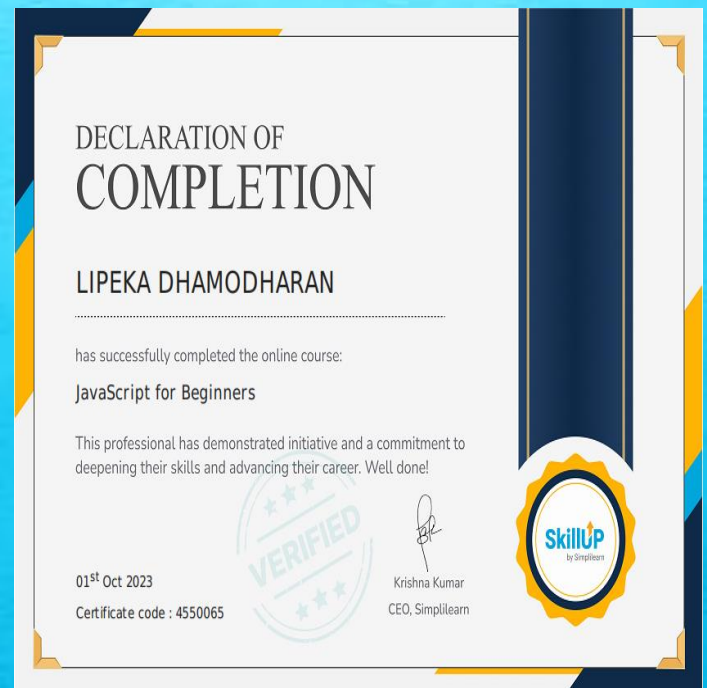 DECLARATION OF
COMPLETION
LIPEKA DHAMODHARAN
has successfully completed the online course:
JavaScript for Beginners
This professional has demonstrated initiative and a commitment to
deepening their skills and advancing their career. Well done!
VERIFIED
01st Oct 2023
Certificate code : 4550065
Krishna Kumar
CEO, Simplilearn
SkillUP
by Simplilearn